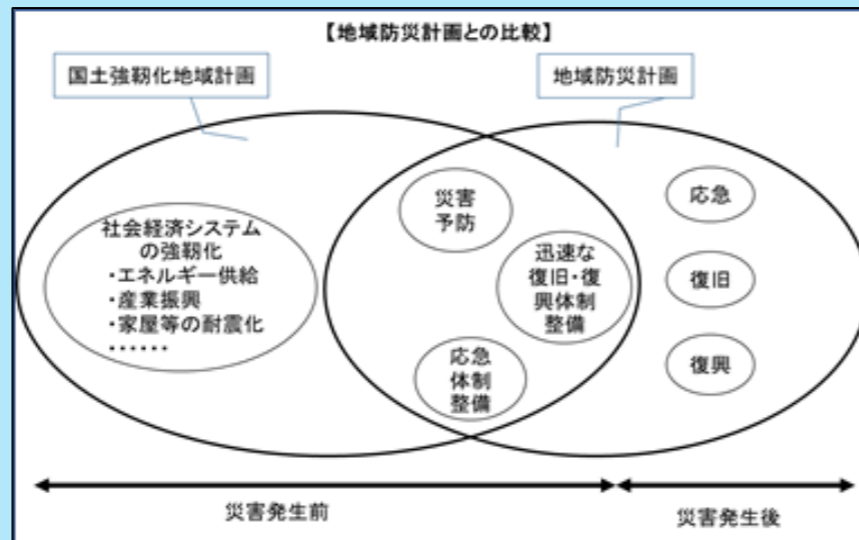 【地域防災計画との比較】
国土強靭化地域計画
地域防災計画
社会経済システム
の強靭化
・エネルギー供給
・産業振興
・家屋等の耐震化
・・・・・・
災害
予防
迅速な
復旧・復
興体制
整備
応急
体制
整備
応急
復旧
復興
災害発生前
災害発生後